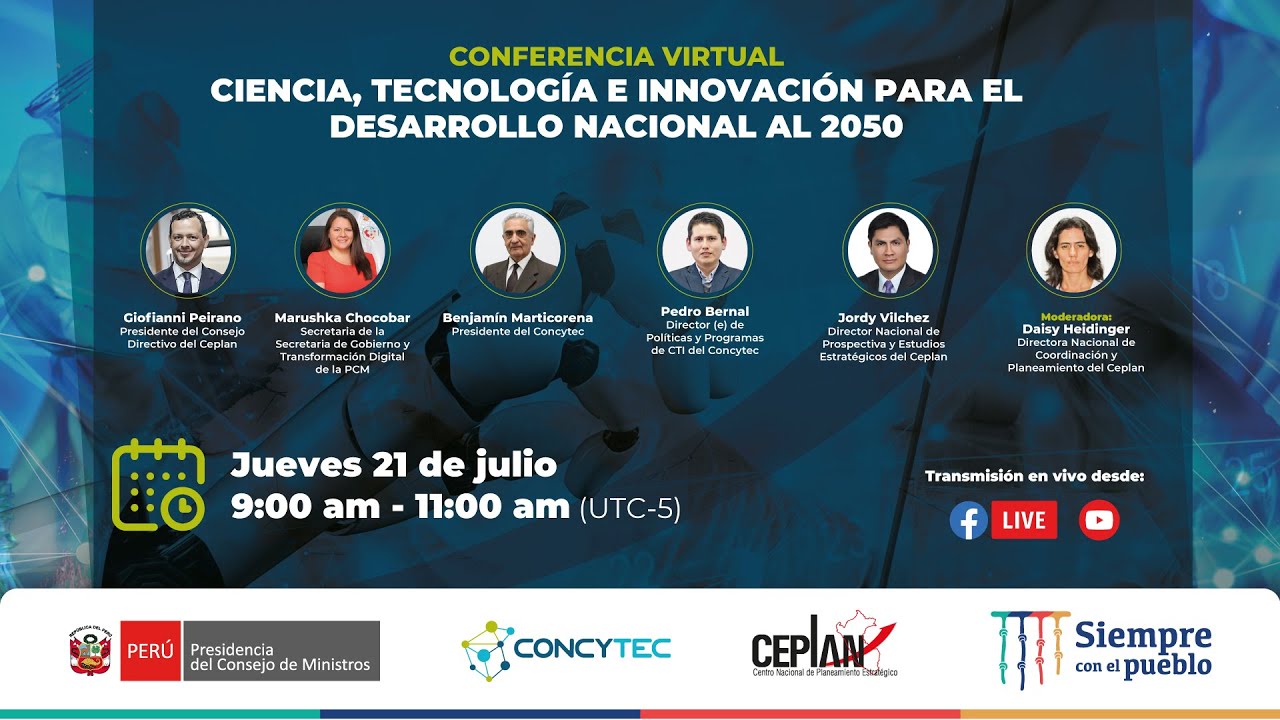 CONFERENCIA VIRTUAL
CIENCIA, TECNOLOGÍA E INNOVACIÓN PARA EL
DESARROLLO NACIONAL AL 2050
Giofianni Peirano
Presidente del Consejo
Directivo del Ceplan
Marushka Chocobar
Secretaria de la
Secretaria de Gobierno y
Transformación Digital
de la PCM
Benjamín Marticorena
Presidente del Concytec
Pedro Bernal
Director (e) de
Políticas y Programas
de CTI del Concytec
Jordy Vilchez
Director Nacional de
Prospectiva y Estudios
Estratégicos del Ceplan
Moderadora:
Daisy Heidinger
Directora Nacional de
Coordinación y
Planeamiento del Ceplan
Jueves 21 de julio
9:00 am - 11:00 am (UTC-5)
Transmisión en vivo desde:
LIVE
REPÚBLICA DEL PERÚ
PERÚ
Presidencia
del Consejo de Ministros
CONCYTEC
CEPLAN
Centro Nacional de Planeamiento Estratégico
Siempre
con el pueblo